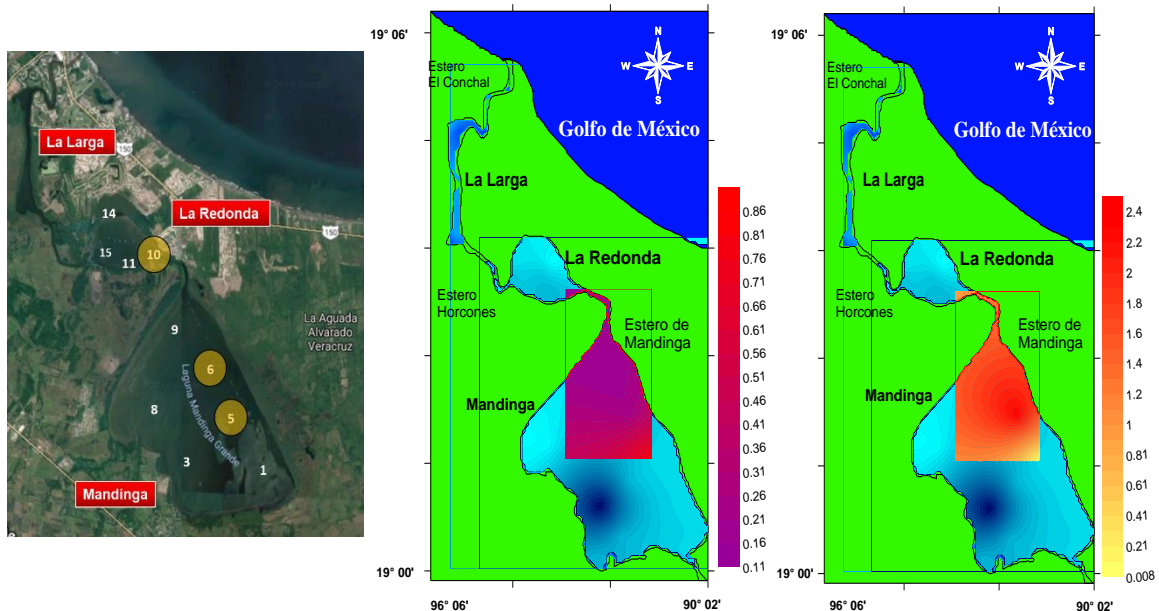 La Larga
150
La Redonda
14
15
11
10
150
La Aguada
Alvarado
Veracruz
9
6
Laguna Mandinga Grande
5
8
3
1
Mandinga
19° 06'
Estero
El Conchal
N
W
E
S
Golfo de México
La Larga
La Redonda
Estero
Horcones
Estero de
Mandinga
Mandinga
19° 00'
96° 06'
90° 02'
0.86
0.81
0.76
0.71
0.66
0.61
0.56
0.51
0.46
0.41
0.36
0.31
0.26
0.21
0.16
0.11
19° 06'
Estero
El Conchal
N
W
E
S
Golfo de México
La Larga
La Redonda
Estero
Horcones
Estero de
Mandinga
Mandinga
19° 00'
96° 06'
90° 02'
2.4
2.2
2
1.8
1.6
1.4
1.2
1
0.81
0.61
0.41
0.21
0.008